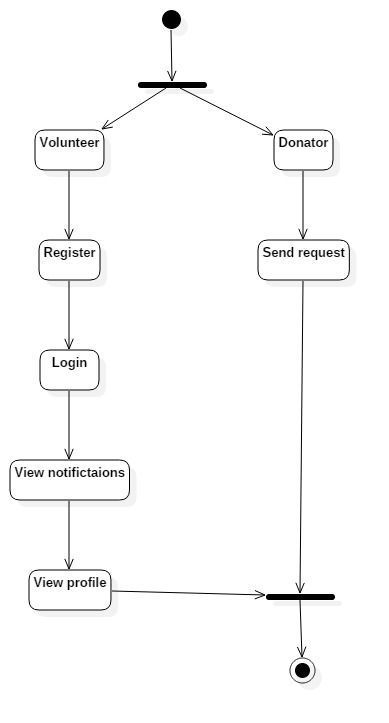 Volunteer
Donator
Register
Send request
Login
View notifictaions
View profile